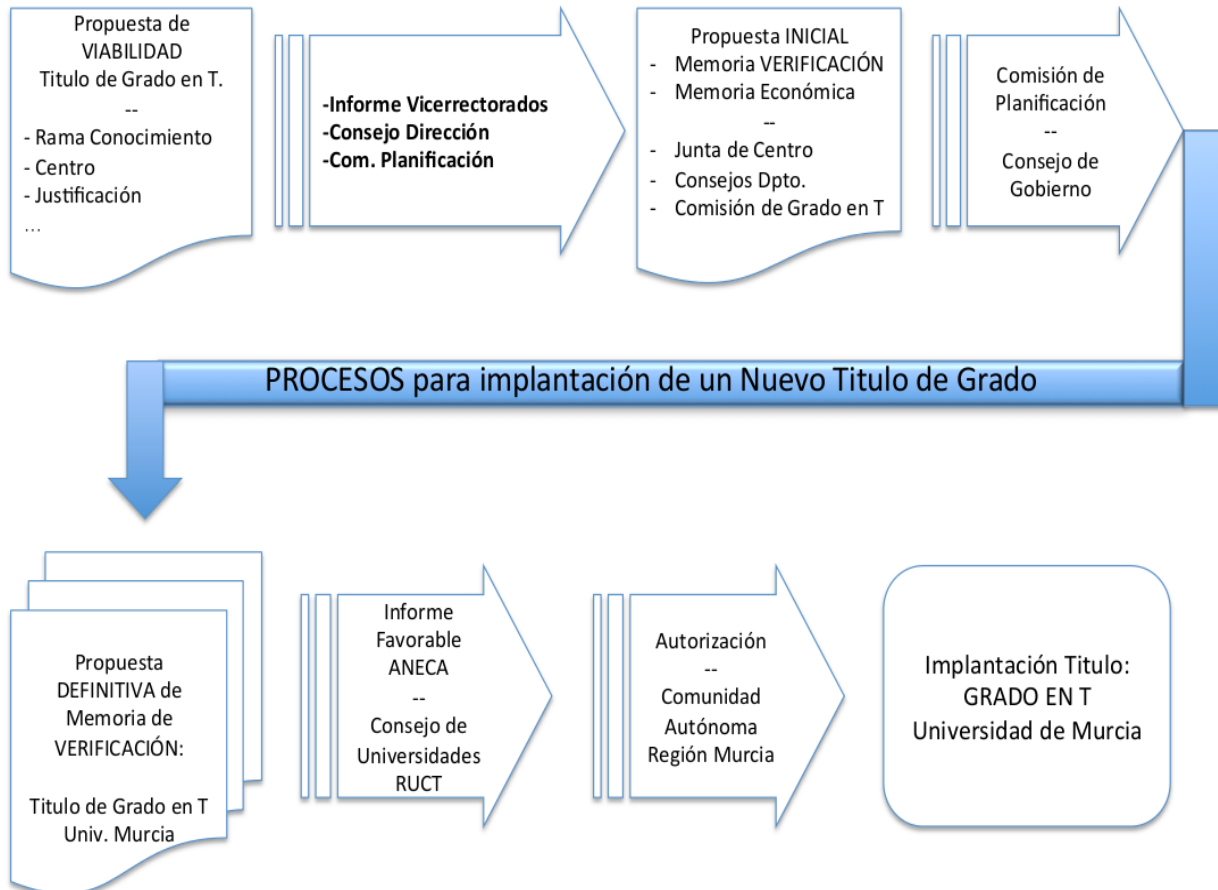 Propuesta de
VIABILIDAD
Titulo de Grado en T.
--
- Rama Conocimiento
- Centro
- Justificación
...
-Informe Vicerrectorados
-Consejo Dirección
-Com. Planificación
Propuesta INICIAL
- Memoria VERIFICACIÓN
- Memoria Económica
--
- Junta de Centro
- Consejos Dpto.
- Comisión de Grado en T
Comisión de
Planificación
--
Consejo de
Gobierno
PROCESOS para implantación de un Nuevo Titulo de Grado
Propuesta
DEFINITIVA de
Memoria de
VERIFICACIÓN:
Titulo de Grado en T
Univ. Murcia
Informe
Favorable
ANECA
--
Consejo de
Universidades
RUCT
Autorización
--
Comunidad
Autónoma
Región Murcia
Implantación Titulo:
GRADO EN T
Universidad de Murcia